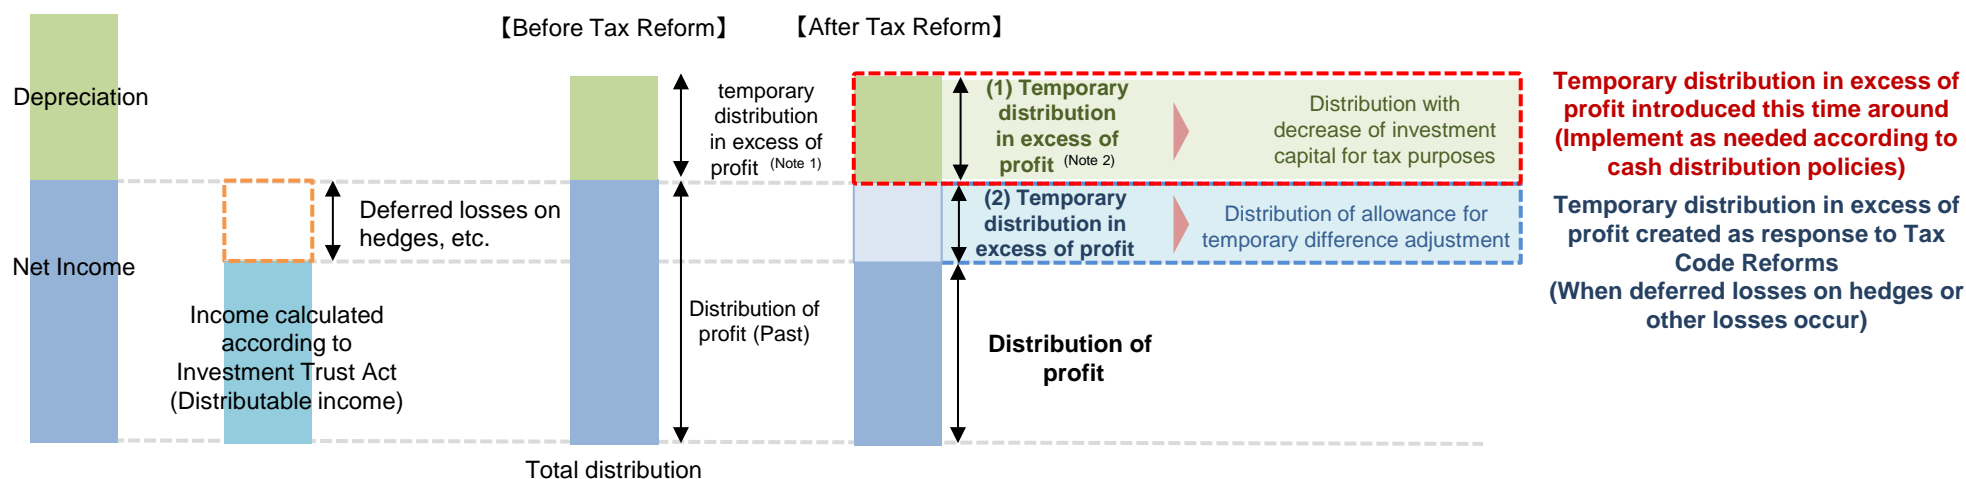 【Before Tax Reform】
【After Tax Reform】
Depreciation
Net Income
Deferred losses on
hedges, etc.
Income calculated
according to
Investment Trust Act
(Distributable income)
temporary
distribution
in excess of
profit (Note 1)
Distribution of
profit (Past)
Total distribution
(1) Temporary
distribution
in excess of
profit (Note 2)
Distribution with
decrease of investment
capital for tax purposes
(2) Temporary
distribution in
excess of profit
Distribution of allowance for
temporary difference adjustment
Distribution of
profit
Temporary distribution in excess of
profit introduced this time around
(Implement as needed according to
cash distribution policies)
Temporary distribution in excess of
profit created as response to Tax
Code Reforms
(When deferred losses on hedges or
other losses occur)